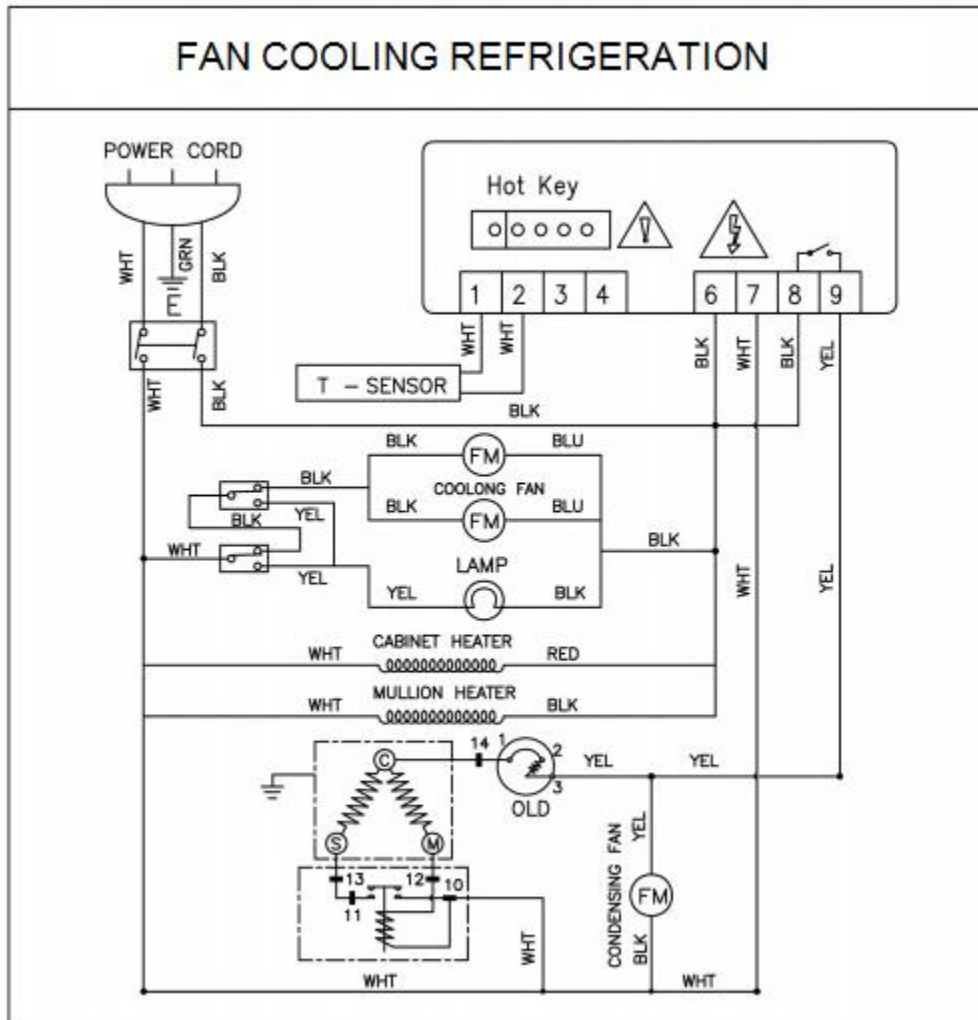 FAN COOLING REFRIGERATION
POWER CORD
Hot Key
WHT
GRN
BLK
E
1 2 3 4
6 7 8 9
WHT
WHT
BLK
WHT
BLK
YEL
WHT
BLK
T - SENSOR
BLK
BLK
FM
BLU
BLK
COOLONG FAN
YEL
BLK
BLK
FM
BLU
WHT
LAMP
BLK
YEL
YEL
BLK
WHT
YEL
CABINET HEATER
WHT
RED
MULLION HEATER
WHT
BLK
C
14
1
2
3
YEL
YEL
OLD
S
M
YEL
13
12
10
11
CONDENSING FAN
FM
BLK
WHT
WHT
WHT